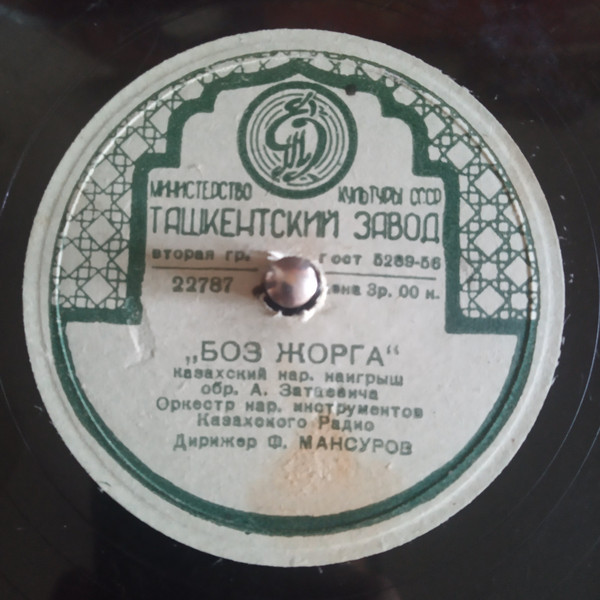 МИНИСТЕРСТВО КУЛЬТУРЫ СССР
ТАШКЕНТСКИЙ ЗАВОД
вторая гр. гост 5289-56
22787 ена 3р. 00 к.
„БОЗ ЖОРГА“
казахский нар. наигрыш
обр. А. Затаевича
Оркестр нар. инструментов
Казахского Радио
Дирижер Ф. МАНСУРОВ